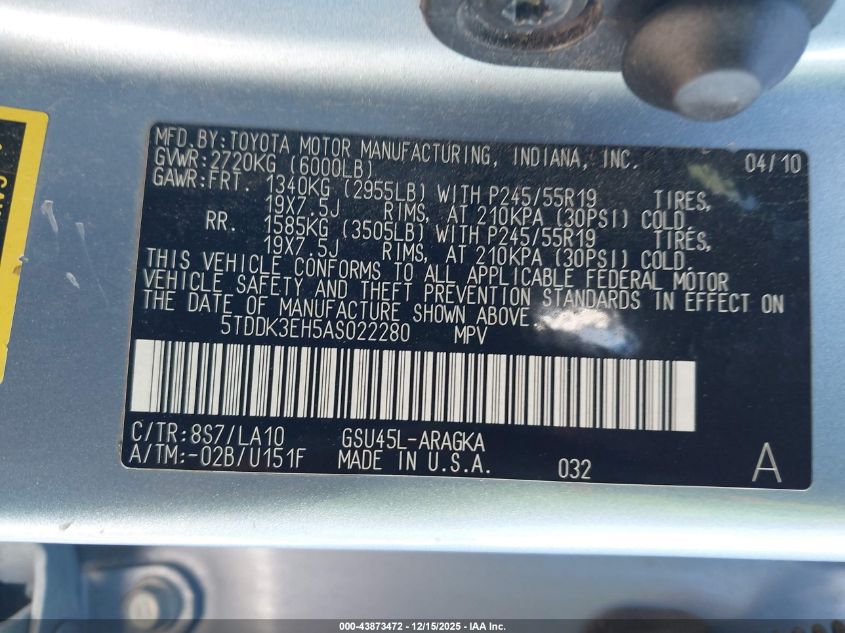 MFD.BY:TOYOTA MOTOR MANUFACTURING, INDIANA, INC. 04/10
GVWR:2720KG (6000LB)
GAWR:FRT. 1340KG (2955LB) WITH P245/55R19 TIRES,
19X7.5J RIMS, AT 210KPA (30PSI) COLD.
RR. 1585KG (3505LB) WITH P245/55R19 TIRES,
19X7.5J RIMS, AT 210KPA (30PSI) COLD.
THIS VEHICLE CONFORMS TO ALL APPLICABLE FEDERAL MOTOR
VEHICLE SAFETY AND THEFT PREVENTION STANDARDS IN EFFECT ON
THE DATE OF MANUFACTURE SHOWN ABOVE.
5TDDK3EH5AS022280 MPV
C/TR:8S7/LA10 GSU45L-ARAGKA
A/TM:-02B/U151F MADE IN U.S.A. 032 A
000-43873472 - 12/15/2025 - IAA Inc.